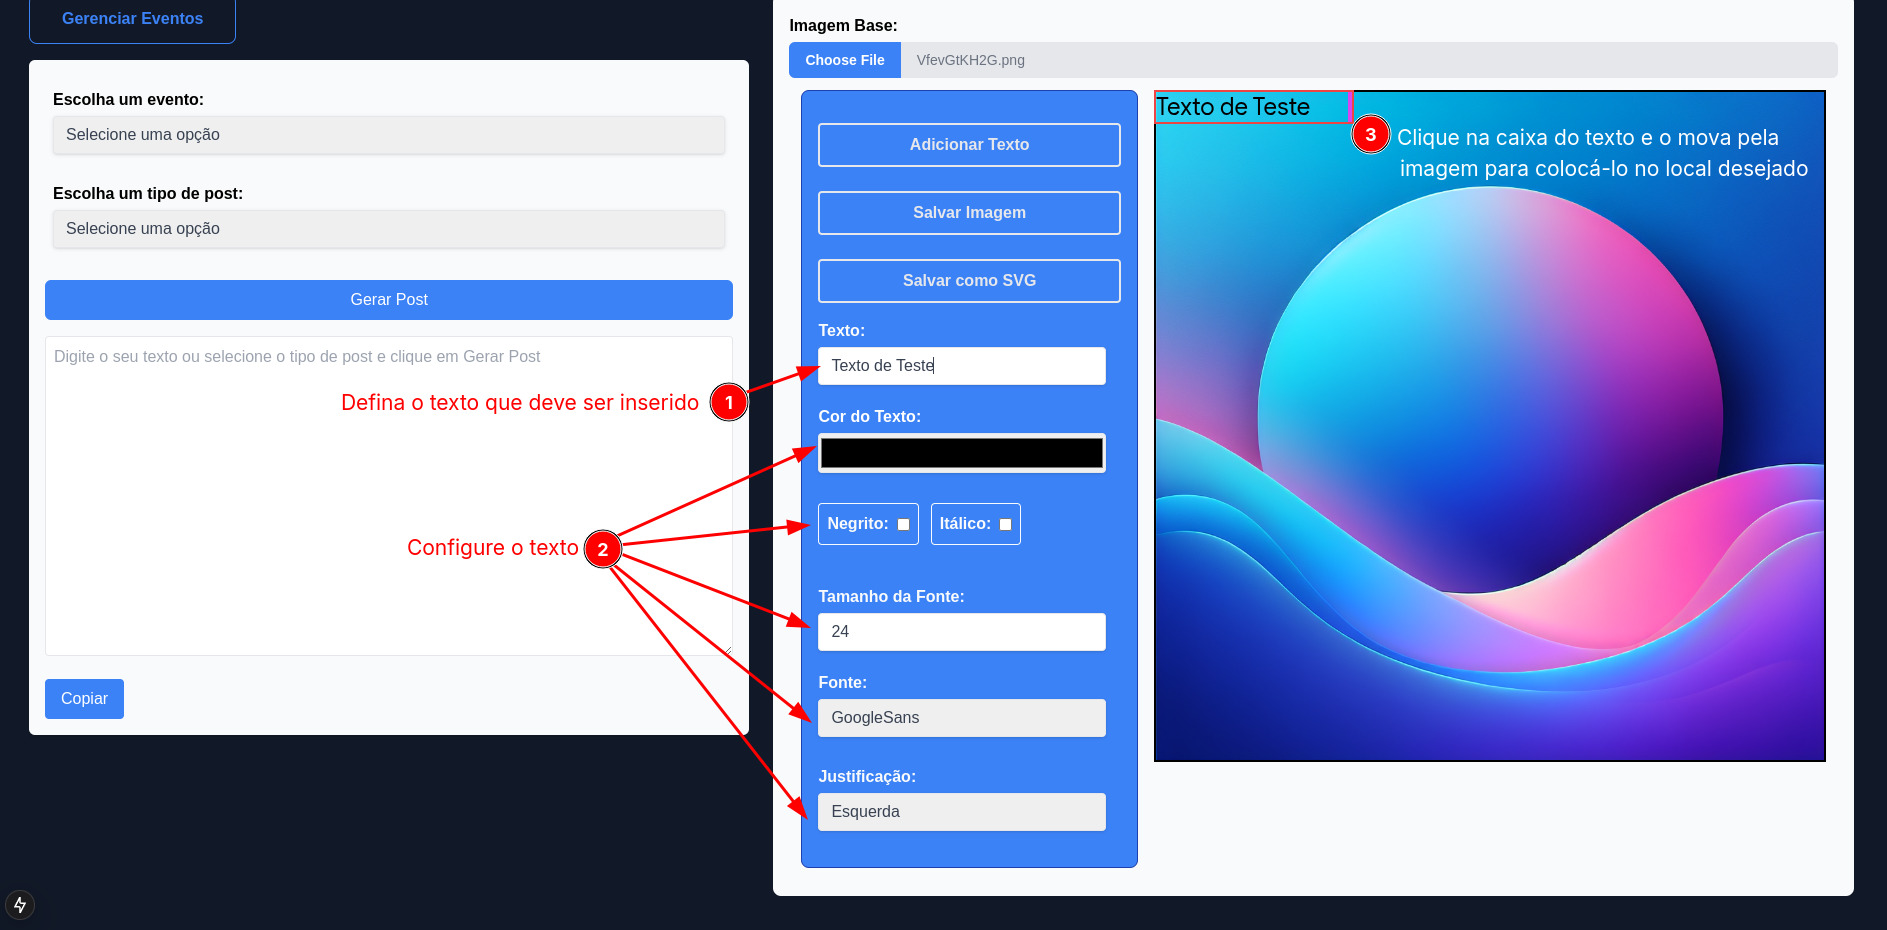 Gerenciar Eventos
Escolha um evento:
Selecione uma opção
Escolha um tipo de post:
Selecione uma opção
Gerar Post
Digite o seu texto ou selecione o tipo de post e clique em Gerar Post
Defina o texto que deve ser inserido 1
Configure o texto 2
Copiar
Imagem Base:
Choose File VfevGtKH2G.png
Adicionar Texto
Salvar Imagem
Salvar como SVG
Texto:
Texto de Teste
Cor do Texto:
Negrito: Itálico:
Tamanho da Fonte:
24
Fonte:
GoogleSans
Justificação:
Esquerda
Texto de Teste
3 Clique na caixa do texto e o mova pela
imagem para colocá-lo no local desejado